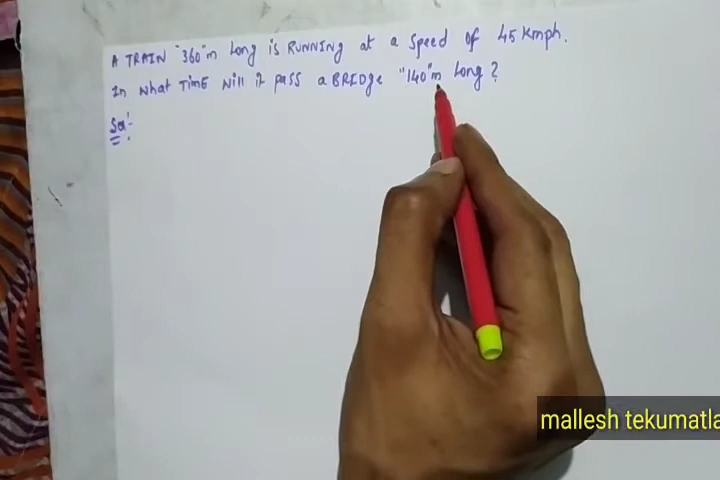 A TRAIN "360"m Long is RUNNING at a Speed of 45 Kmph.
In what TimE will it pass a BRIDGE "140"m Long ?
Sol:-
mallesh tekumatla